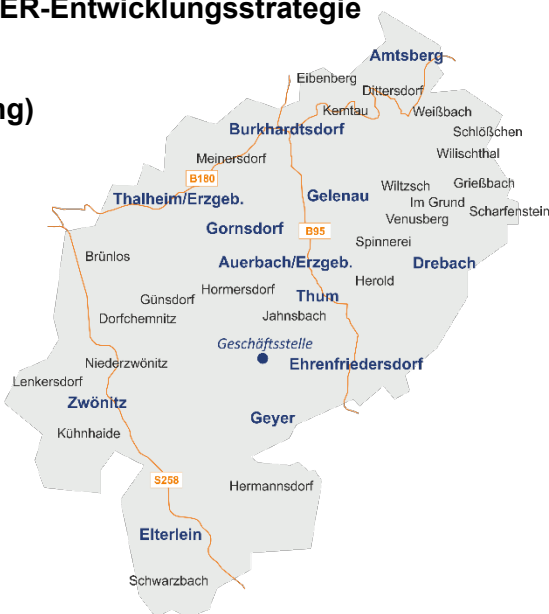 ER-Entwicklungsstrategie
Amtsberg
Eibenberg
Dittersdorf
ng)
Kemtau
Weißbach
Burkhardtsdorf
Schlößchen
Meinersdorf
Wilischthal
B180
Thalheim/Erzgeb.
Gelenau
Wiltzsch
Grießbach
Im Grund
Scharfenstein
Venusberg
Gornsdorf
B95
Spinnerei
Brünlos
Auerbach/Erzgeb.
Drebach
Herold
Günsdorf
Hormersdorf
Thum
Dorfchemnitz
Jahnsbach
Geschäftsstelle
Niederzwönitz
Ehrenfriedersdorf
Lenkersdorf
Zwönitz
Geyer
Kühnhaide
S258
Hermannsdorf
Elterlein
Schwarzbach